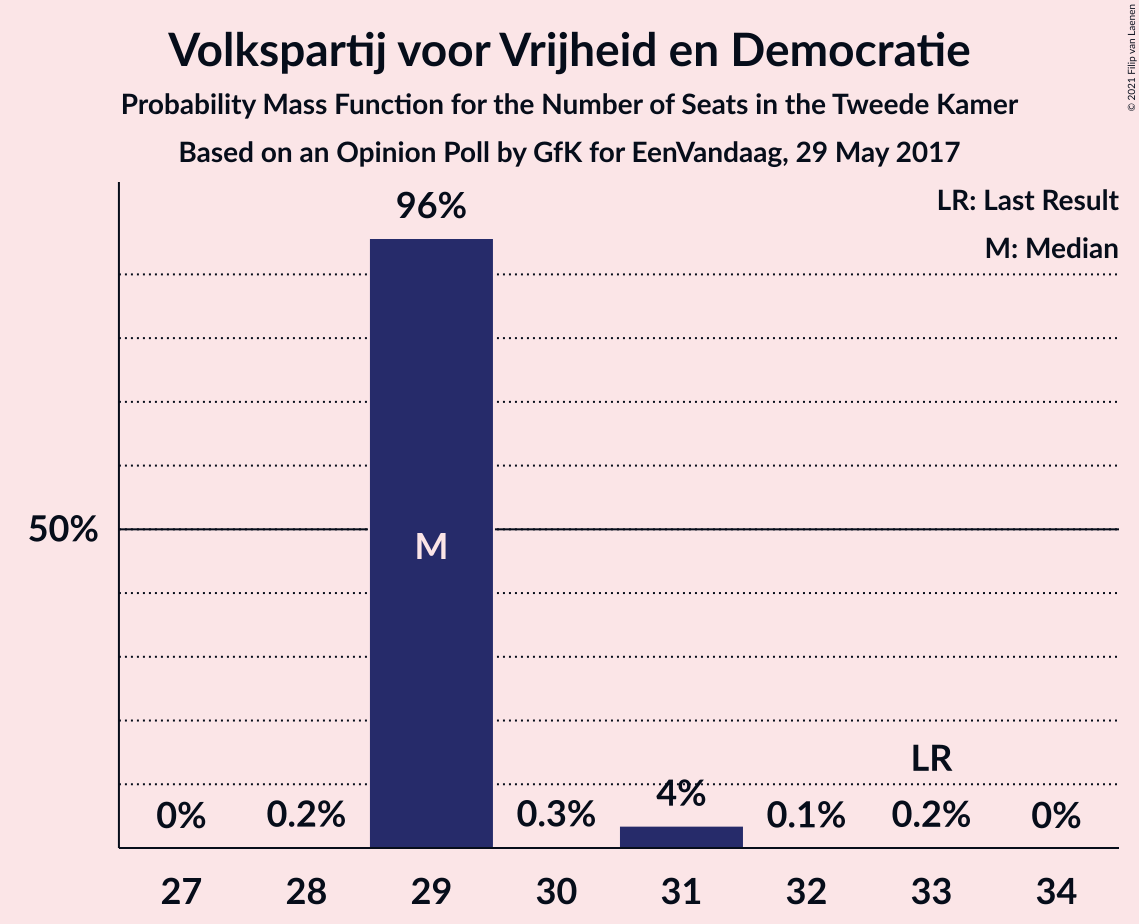 Volkspartij voor Vrijheid en Democratie
Probability Mass Function for the Number of Seats in the Tweede Kamer
Based on an Opinion Poll by GfK for EenVandaag, 29 May 2017
© 2021 Filip van Laenen
LR: Last Result
M: Median
96%
50%
M
LR
0%
0.2%
0.3%
4%
0.1%
0.2%
0%
27
28
29
30
31
32
33
34